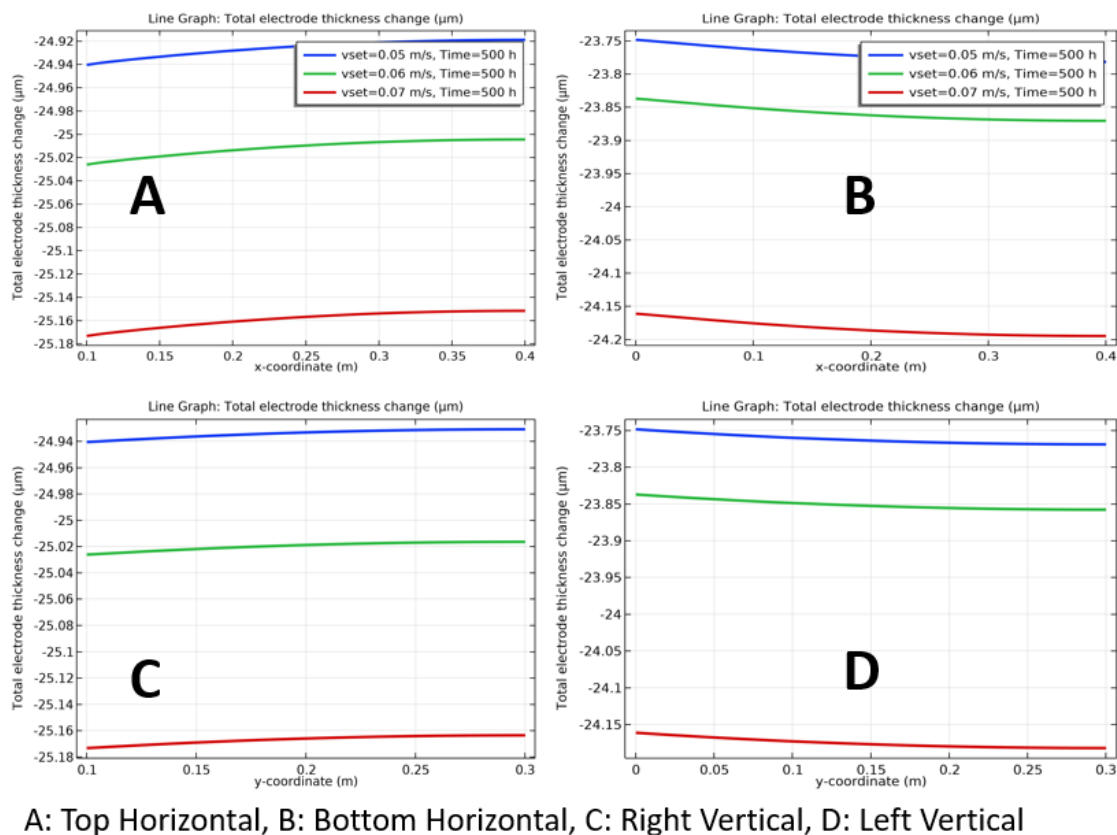 Line Graph: Total electrode thickness change (µm)
Total electrode thickness change (µm)
-24.92
-24.94
-24.96
-24.98
-25
-25.02
-25.04
-25.06
-25.08
-25.1
-25.12
-25.14
-25.16
-25.18
vset=0.05 m/s, Time=500 h
vset=0.06 m/s, Time=500 h
vset=0.07 m/s, Time=500 h
A
0.1 0.15 0.2 0.25 0.3 0.35 0.4
x-coordinate (m)
Line Graph: Total electrode thickness change (µm)
Total electrode thickness change (µm)
-23.75
-23.8
-23.85
-23.9
-23.95
-24
-24.05
-24.1
-24.15
-24.2
vset=0.05 m/s, Time=500 h
vset=0.06 m/s, Time=500 h
vset=0.07 m/s, Time=500 h
B
0 0.1 0.2 0.3 0.4
x-coordinate (m)
Line Graph: Total electrode thickness change (µm)
Total electrode thickness change (µm)
-24.94
-24.96
-24.98
-25
-25.02
-25.04
-25.06
-25.08
-25.1
-25.12
-25.14
-25.16
-25.18
C
0.1 0.15 0.2 0.25 0.3
y-coordinate (m)
Line Graph: Total electrode thickness change (µm)
Total electrode thickness change (µm)
-23.75
-23.8
-23.85
-23.9
-23.95
-24
-24.05
-24.1
-24.15
D
0 0.05 0.1 0.15 0.2 0.25 0.3
y-coordinate (m)
A: Top Horizontal, B: Bottom Horizontal, C: Right Vertical, D: Left Vertical